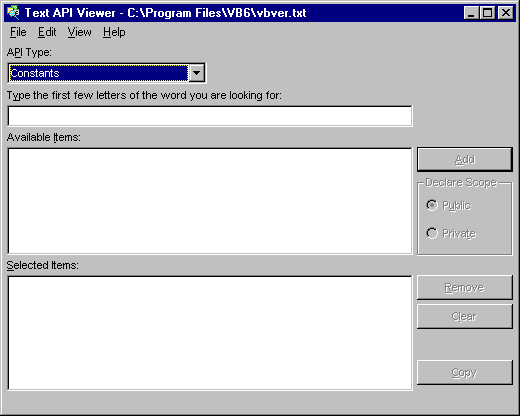 Text API Viewer - C:\Program Files\VB6\vbver.txt
File Edit View Help
API Type:
Constants
Type the first few letters of the word you are looking for:
Available Items:
Add
Declare Scope
Public
Private
Selected Items:
Remove
Clear
Copy